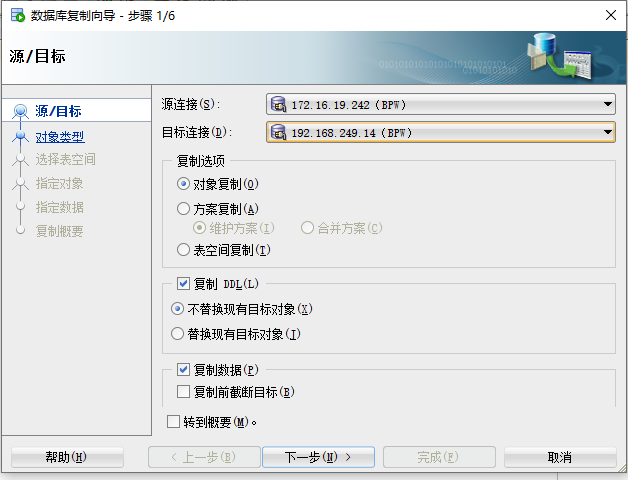 数据库复制向导 - 步骤 1/6
源/目标
源/目标
对象类型
选择表空间
指定对象
指定数据
复制概要
源连接(S):
172.16.19.242 (BPW)
目标连接(D):
192.168.249.14 (BPW)
复制选项
对象复制(O)
方案复制(A)
维护方案(I) 合并方案(C)
表空间复制(T)
复制 DDL(L)
不替换现有目标对象(X)
替换现有目标对象(J)
复制数据(P)
复制前截断目标(E)
转到概要(M)。
帮助(H) < 上一步(B) 下一步(N) > 完成(F) 取消